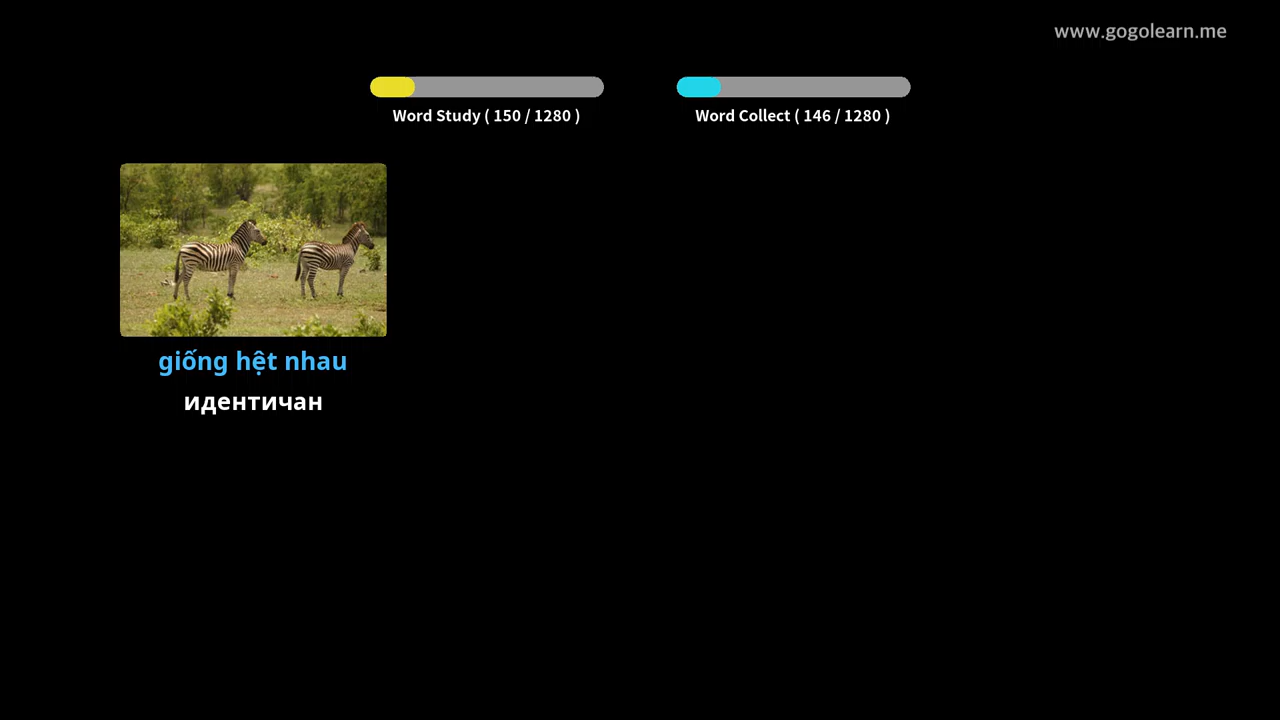 www.gogolearn.me
Word Study ( 150 / 1280 )
Word Collect ( 146 / 1280 )
giống hệt nhau
идентичан